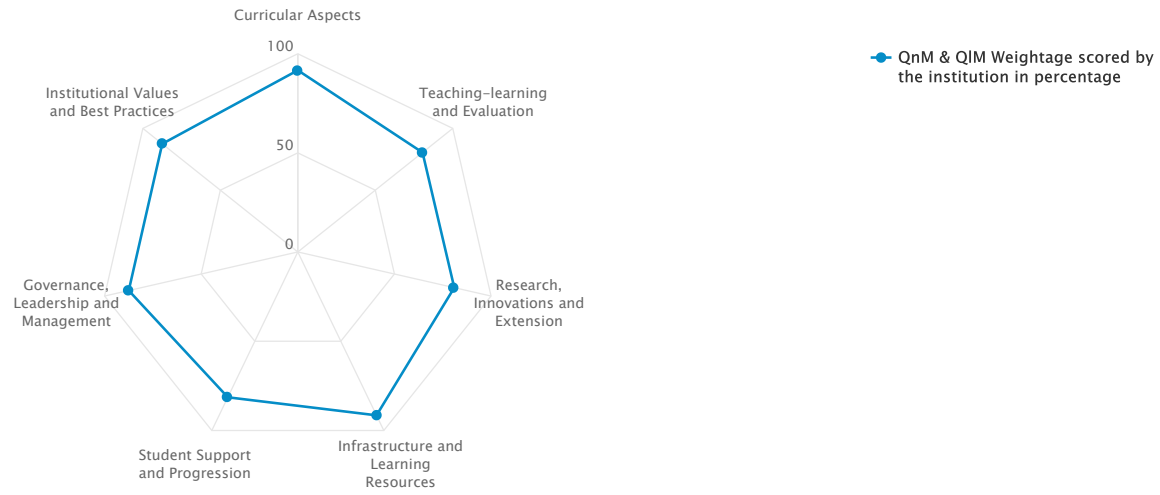 Curricular Aspects
100
QnM & QlM Weightage scored by
the institution in percentage
Institutional Values
and Best Practices
Teaching-learning
and Evaluation
50
0
Governance,
Leadership and
Management
Research,
Innovations and
Extension
Student Support
and Progression
Infrastructure and
Learning
Resources